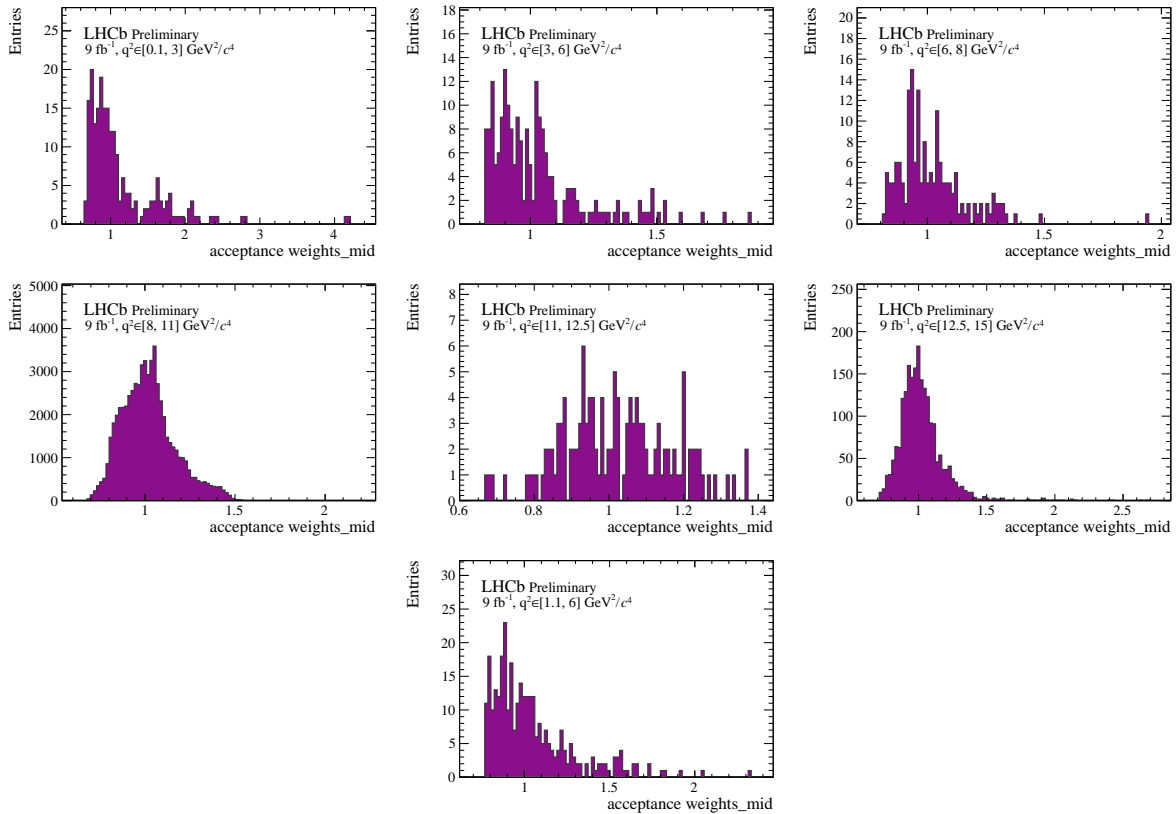 Entries
25
20
15
10
5
0
LHCb Preliminary
9 fb⁻¹, q²∈[0.1, 3] GeV²/c⁴
1 2 3 4
acceptance weights_mid
Entries
18
16
14
12
10
8
6
4
2
0
LHCb Preliminary
9 fb⁻¹, q²∈[3, 6] GeV²/c⁴
1 1.5
acceptance weights_mid
Entries
20
18
16
14
12
10
8
6
4
2
0
LHCb Preliminary
9 fb⁻¹, q²∈[6, 8] GeV²/c⁴
1 1.5 2
acceptance weights_mid
Entries
5000
4000
3000
2000
1000
0
LHCb Preliminary
9 fb⁻¹, q²∈[8, 11] GeV²/c⁴
1 1.5 2
acceptance weights_mid
Entries
8
7
6
5
4
3
2
1
0
LHCb Preliminary
9 fb⁻¹, q²∈[11, 12.5] GeV²/c⁴
0.6 0.8 1 1.2 1.4
acceptance weights_mid
Entries
250
200
150
100
50
0
LHCb Preliminary
9 fb⁻¹, q²∈[12.5, 15] GeV²/c⁴
1 1.5 2 2.5
acceptance weights_mid
Entries
30
25
20
15
10
5
0
LHCb Preliminary
9 fb⁻¹, q²∈[1.1, 6] GeV²/c⁴
1 1.5 2
acceptance weights_mid